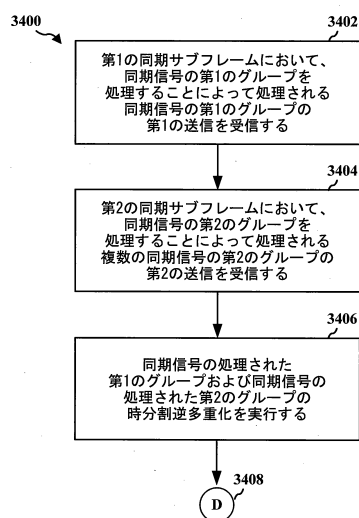 3400
3402
第1の同期サブフレームにおいて、
同期信号の第1のグループを
処理することによって処理される
同期信号の第1のグループの
第1の送信を受信する
3404
第2の同期サブフレームにおいて、
同期信号の第2のグループを
処理することによって処理される
複数の同期信号の第2のグループの
第2の送信を受信する
3406
同期信号の処理された
第1のグループおよび同期信号の
処理された第2のグループの
時分割逆多重化を実行する
3408
D